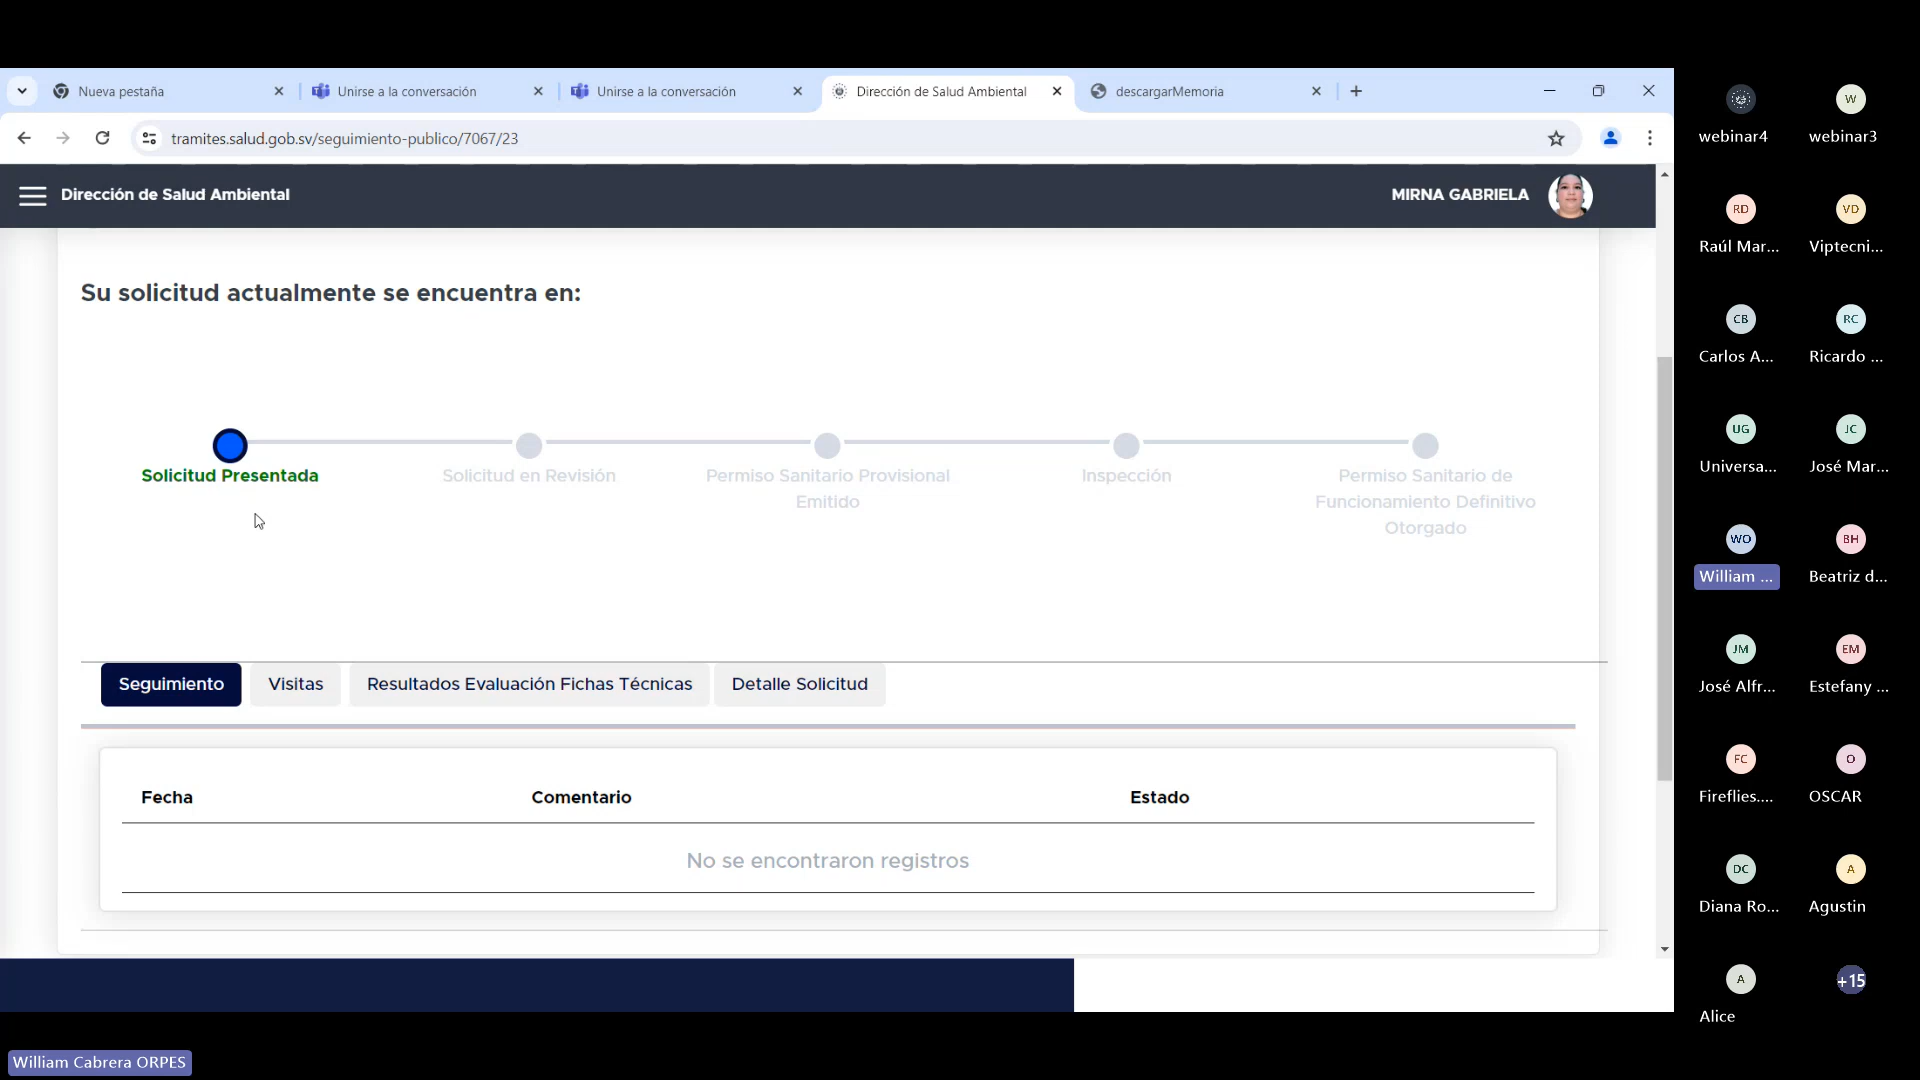 Nueva pestaña
Unirse a la conversación
Unirse a la conversación
Dirección de Salud Ambiental
descargarMemoria
tramites.salud.gob.sv/seguimiento-publico/7067/23
Dirección de Salud Ambiental
MIRNA GABRIELA
Su solicitud actualmente se encuentra en:
Solicitud Presentada
Solicitud en Revisión
Permiso Sanitario Provisional
Emitido
Inspección
Permiso Sanitario de
Funcionamiento Definitivo
Otorgado
Seguimiento
Visitas
Resultados Evaluación Fichas Técnicas
Detalle Solicitud
Fecha
Comentario
Estado
No se encontraron registros
webinar4
W
webinar3
RD
Raúl Mar...
VD
Viptecni...
CB
Carlos A...
RC
Ricardo ...
UG
Universa...
JC
José Mar...
WO
William ...
BH
Beatriz d...
JM
José Alfr...
EM
Estefany ...
FC
Fireflies....
O
OSCAR
DC
Diana Ro...
A
Agustin
A
Alice
+15
William Cabrera ORPES